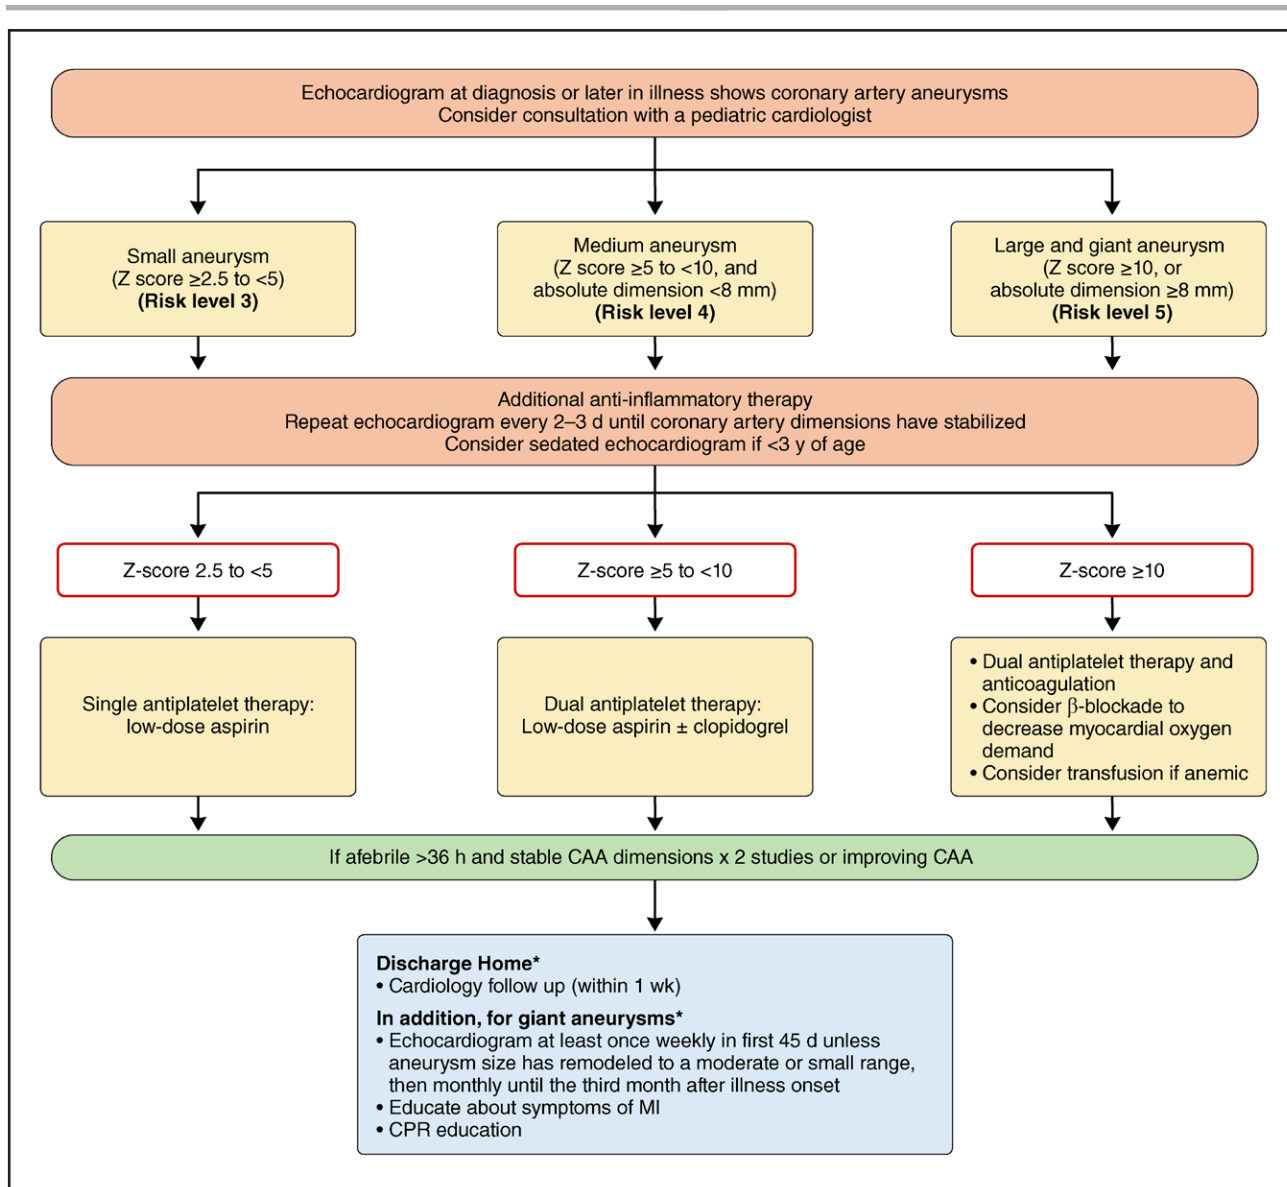 Echocardiogram at diagnosis or later in illness shows coronary artery aneurysms
Consider consultation with a pediatric cardiologist
Small aneurysm
(Z score ≥2.5 to <5)
(Risk level 3)
Medium aneurysm
(Z score ≥5 to <10, and
absolute dimension <8 mm)
(Risk level 4)
Large and giant aneurysm
(Z score ≥10, or
absolute dimension ≥8 mm)
(Risk level 5)
Additional anti-inflammatory therapy
Repeat echocardiogram every 2–3 d until coronary artery dimensions have stabilized
Consider sedated echocardiogram if <3 y of age
Z-score 2.5 to <5
Z-score ≥5 to <10
Z-score ≥10
Single antiplatelet therapy:
low-dose aspirin
Dual antiplatelet therapy:
Low-dose aspirin ± clopidogrel
• Dual antiplatelet therapy and
anticoagulation
• Consider β-blockade to
decrease myocardial oxygen
demand
• Consider transfusion if anemic
If afebrile >36 h and stable CAA dimensions x 2 studies or improving CAA
Discharge Home*
• Cardiology follow up (within 1 wk)
In addition, for giant aneurysms*
• Echocardiogram at least once weekly in first 45 d unless
aneurysm size has remodeled to a moderate or small range,
then monthly until the third month after illness onset
• Educate about symptoms of MI
• CPR education